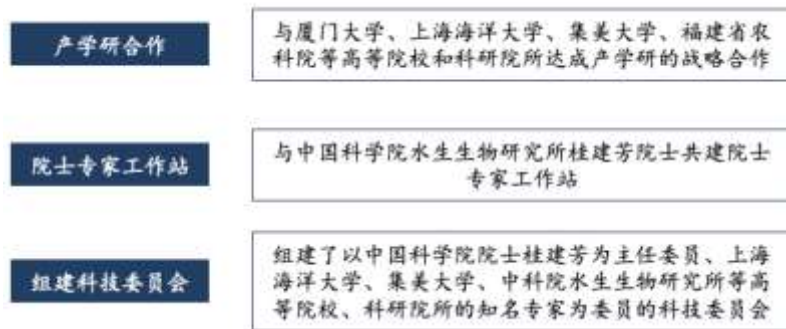 产学研合作
与厦门大学、上海海洋大学、集美大学、福建省农
科院等高等院校和科研院所达成产学研的战略合作
院士专家工作站
与中国科学院水生生物研究所桂建芳院士共建院士
专家工作站
组建科技委员会
组建了以中国科学院院士桂建芳为主任委员、上海
海洋大学、集美大学、中科院水生生物研究所等高
等院校、科研院所的知名专家为委员的科技委员会